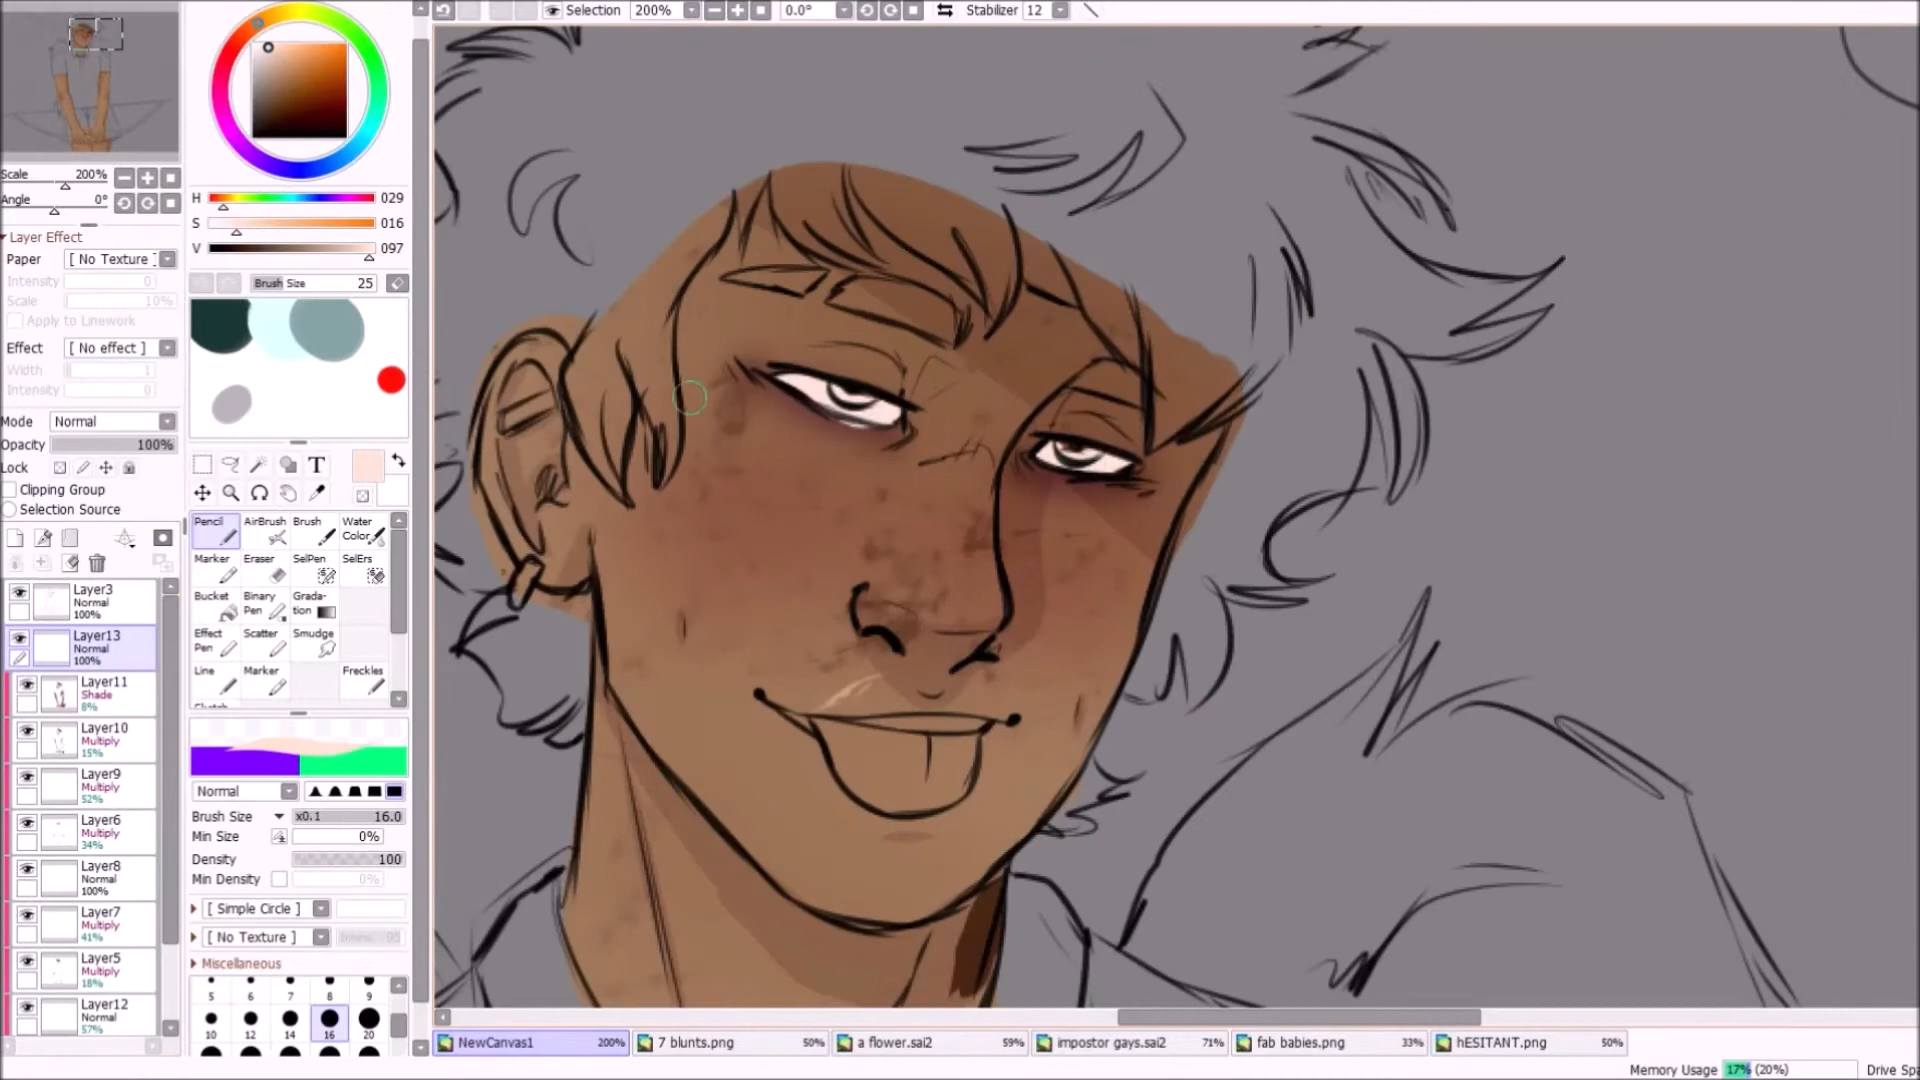 Selection 200% 0.0° Stabilizer 12
Scale 200%
Angle 0°
Layer Effect
Paper [ No Texture ]
Intensity 0
Scale 10%
Apply to Linework
Effect [ No effect ]
Width 1
Intensity 0
Mode Normal
Opacity 100%
Lock
Clipping Group
Selection Source
Layer3
Normal
100%
Layer13
Normal
100%
Layer11
Shade
8%
Layer10
Multiply
15%
Layer9
Multiply
52%
Layer6
Multiply
34%
Layer8
Normal
100%
Layer7
Multiply
41%
Layer5
Multiply
18%
Layer12
Normal
57%
H 029
S 016
V 097
Brush Size 25
T
Pencil AirBrush Brush Water Color
Marker Eraser SelPen SelErs
Bucket Binary Pen Grada-tion
Effect Pen Scatter Smudge
Line Marker Freckles
Normal
Brush Size x0.1 16.0
Min Size 0%
Density 100
Min Density 0%
[ Simple Circle ]
[ No Texture ]
Miscellaneous
5 6 7 8 9
10 12 14 16 20
NewCanvas1 200% 7 blunts.png 50% a flower.sai2 59% impostor gays.sai2 71% fab babies.png 33% hESITANT.png 50%
Memory Usage 17% (20%) Drive Spa